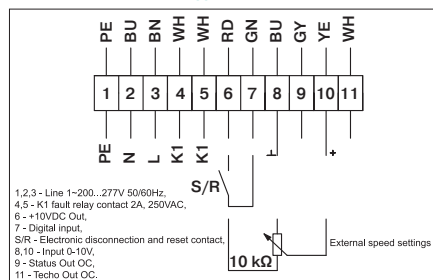 PE BU BN WH WH RD GN BU GY YE WH
1 2 3 4 5 6 7 8 9 10 11
PE N L K1 K1 ⊥ +
S/R
1,2,3 - Line 1~200...277V 50/60Hz,
4,5 - K1 fault relay contact 2A, 250VAC,
6 - +10VDC Out,
7 - Digital input,
S/R - Electronic disconnection and reset contact,
8,10 - Input 0-10V,
9 - Status Out OC.
11 - Techo Out OC.
10 kΩ
External speed settings